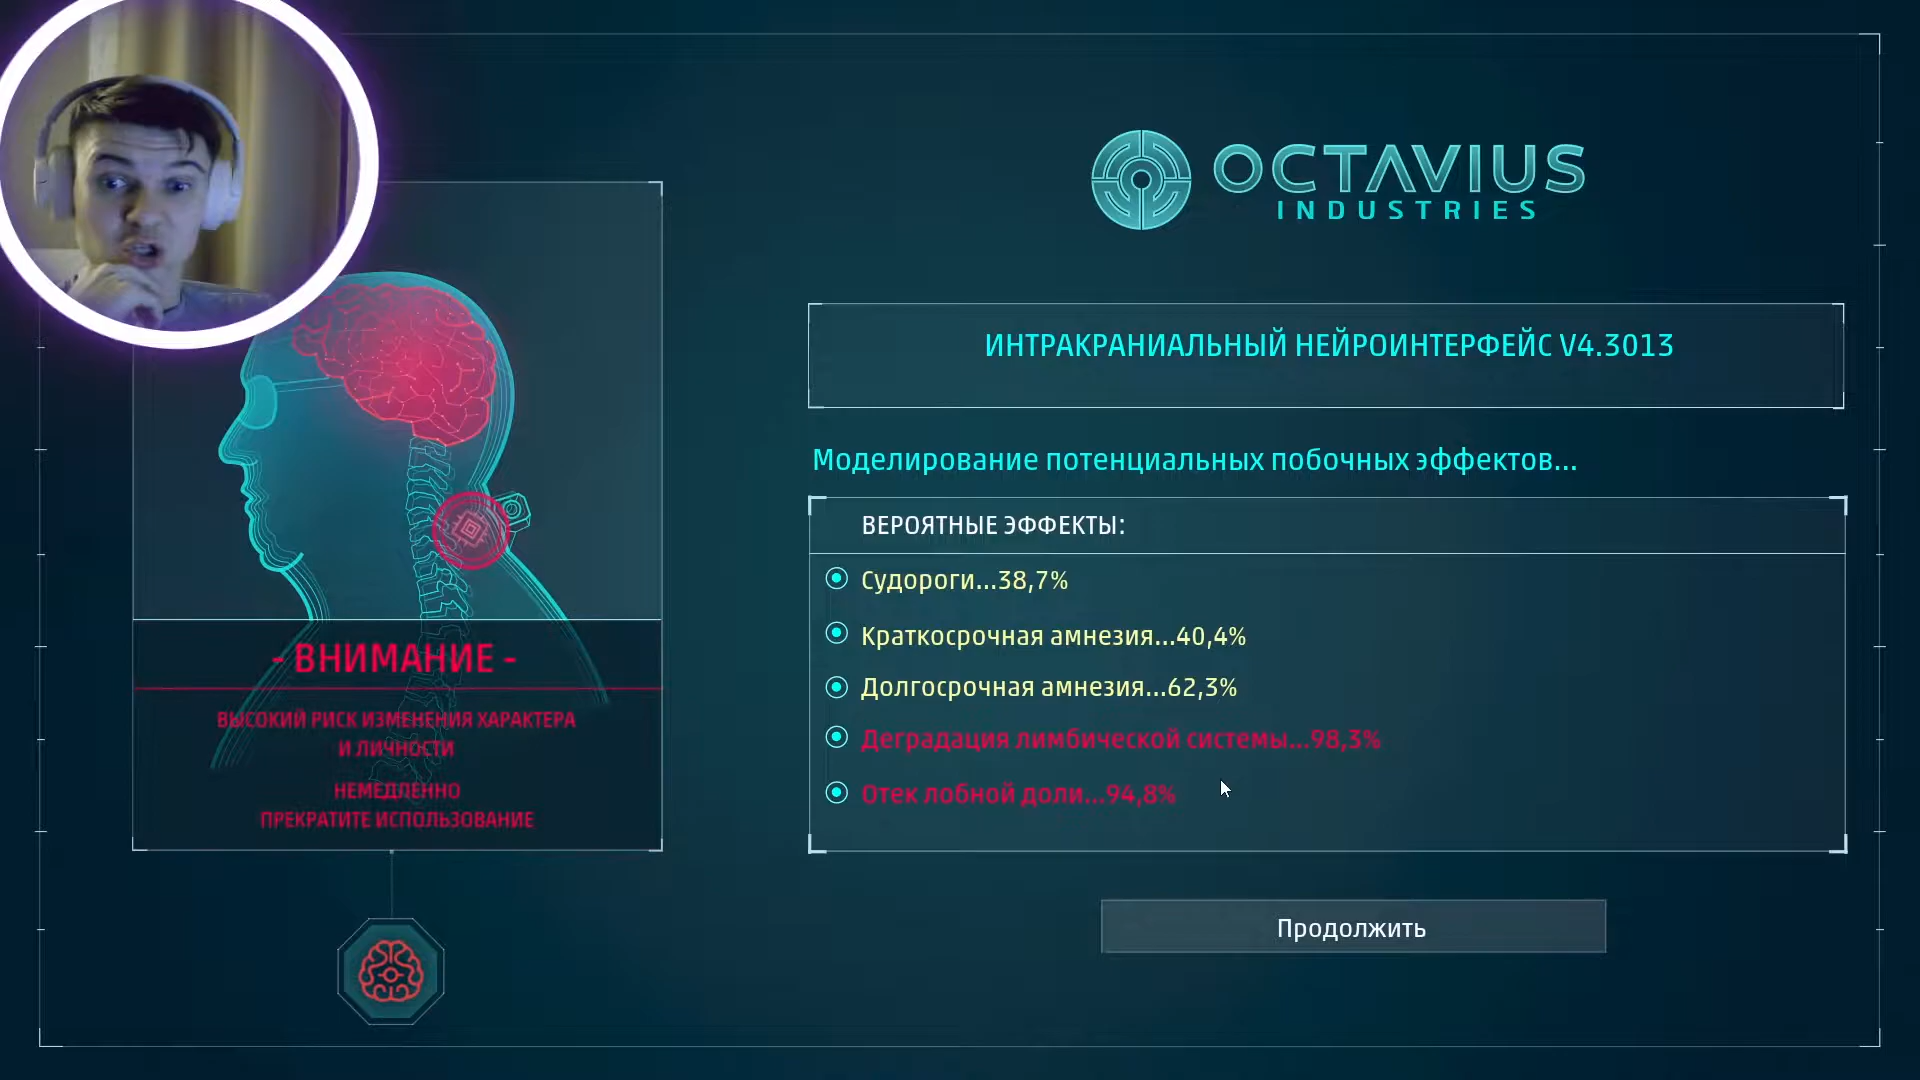 OCTAVIUS
INDUSTRIES
ИНТРАКРАНИАЛЬНЫЙ НЕЙРОИНТЕРФЕЙС V4.3013
Моделирование потенциальных побочных эффектов...
ВЕРОЯТНЫЕ ЭФФЕКТЫ:
Судороги...38,7%
Краткосрочная амнезия...40,4%
Долгосрочная амнезия...62,3%
Деградация лимбической системы...98,3%
Отек лобной доли...94,8%
- ВНИМАНИЕ -
ВЫСОКИЙ РИСК ИЗМЕНЕНИЯ ХАРАКТЕРА
И ЛИЧНОСТИ
НЕМЕДЛЕННО
ПРЕКРАТИТЕ ИСПОЛЬЗОВАНИЕ
Продолжить